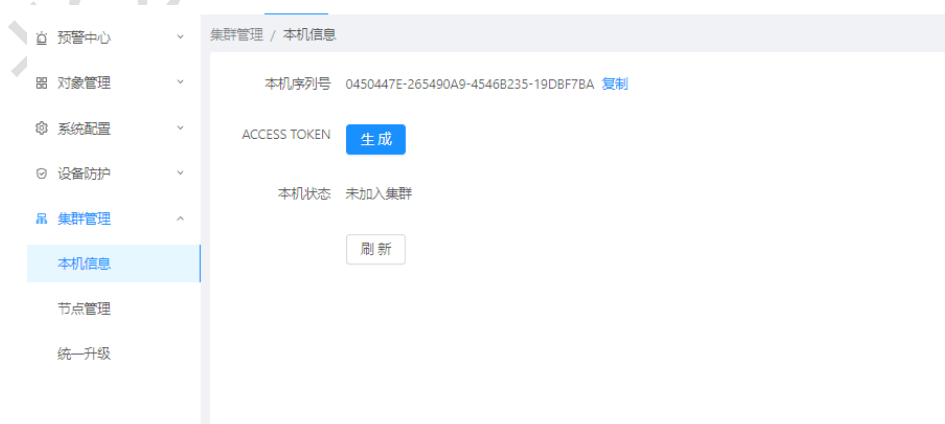 预警中心
对象管理
系统配置
设备防护
集群管理
本机信息
节点管理
统一升级
集群管理 / 本机信息
本机序列号 0450447E-265490A9-4546B235-19DBF7BA 复制
ACCESS TOKEN 生成
本机状态 未加入集群
刷新